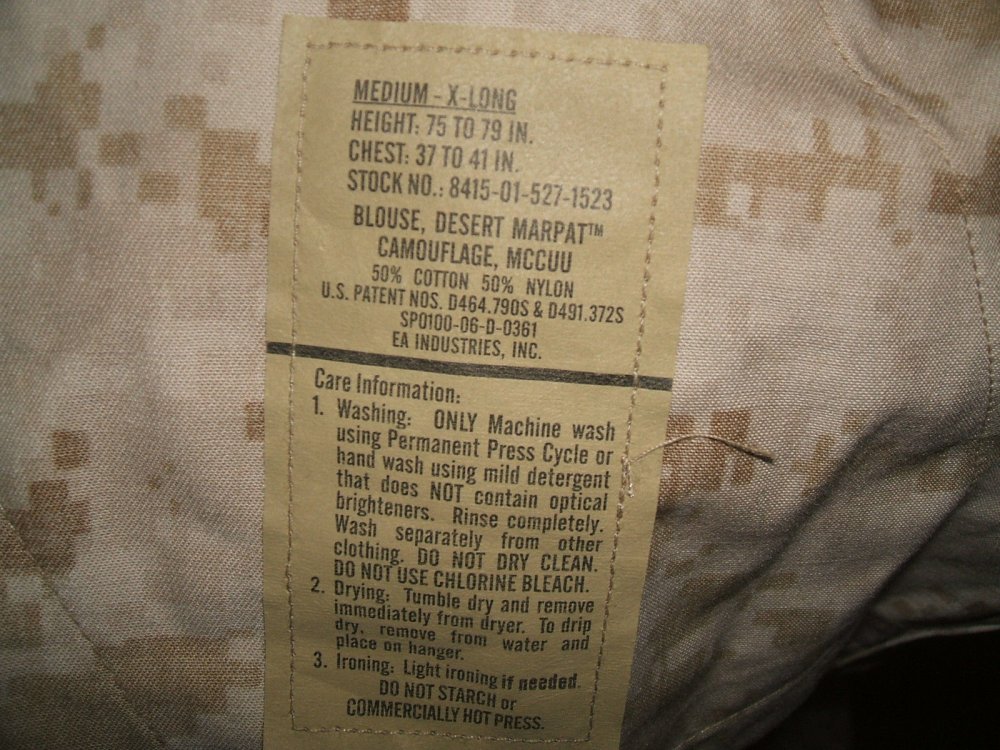 MEDIUM - X-LONG
HEIGHT: 75 TO 79 IN.
CHEST: 37 TO 41 IN.
STOCK NO.: 8415-01-527-1523
BLOUSE, DESERT MARPAT™
CAMOUFLAGE, MCCUU
50% COTTON 50% NYLON
U.S. PATENT NOS. D464.790S & D491.372S
SP0100-06-D-0361
EA INDUSTRIES, INC.
Care Information:
1. Washing: ONLY Machine wash
using Permanent Press Cycle or
hand wash using mild detergent
that does NOT contain optical
brighteners. Rinse completely.
Wash separately from other
clothing. DO NOT DRY CLEAN.
DO NOT USE CHLORINE BLEACH.
2. Drying: Tumble dry and remove
immediately from dryer. To drip
dry, remove from water and
place on hanger.
3. Ironing: Light ironing if needed.
DO NOT STARCH or
COMMERCIALLY HOT PRESS.